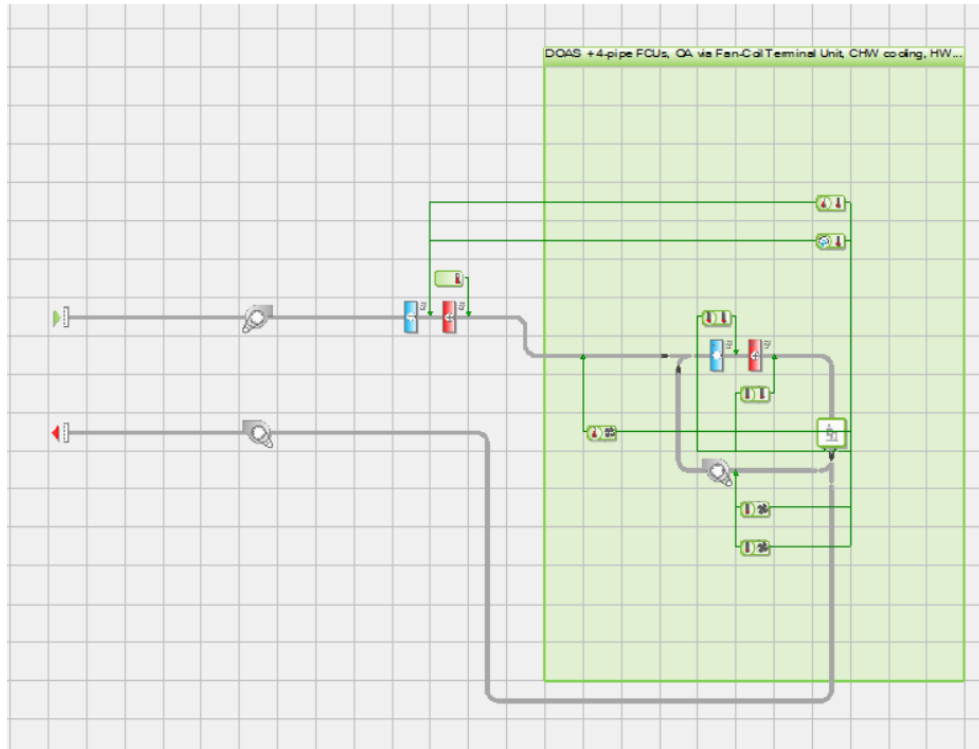 DOAS + 4-pipe FCUs, OA via Fan-Coil Terminal Unit, CHW cooling, HW...